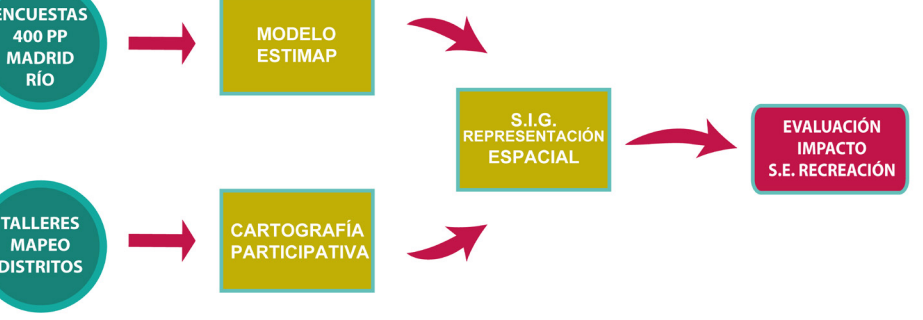 ENCUESTAS
400 PP
MADRID
RÍO
MODELO
ESTIMAP
S.I.G.
REPRESENTACIÓN
ESPACIAL
EVALUACIÓN
IMPACTO
S.E. RECREACIÓN
TALLERES
MAPEO
DISTRITOS
CARTOGRAFÍA
PARTICIPATIVA